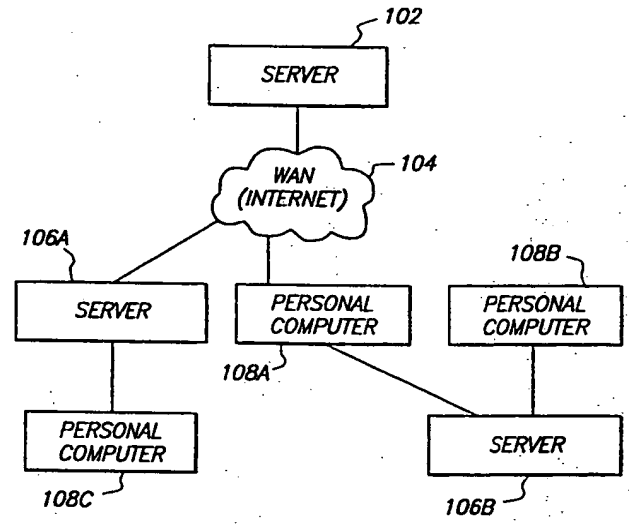 102
SERVER
WAN
(INTERNET)
104
106A
SERVER
PERSONAL
COMPUTER
108A
108B
PERSONAL
COMPUTER
PERSONAL
COMPUTER
108C
SERVER
106B